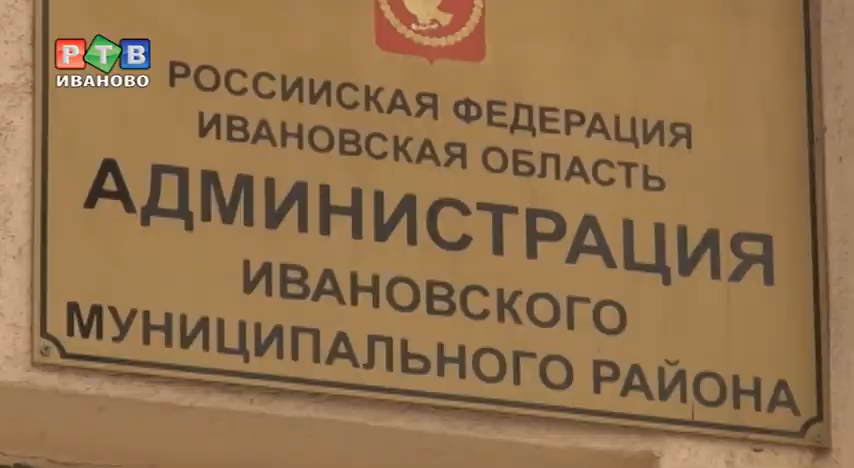 РТВ
ИВАНОВО
РОССИЙСКАЯ ФЕДЕРАЦИЯ
ИВАНОВСКАЯ ОБЛАСТЬ
АДМИНИСТРАЦИЯ
ИВАНОВСКОГО
МУНИЦИПАЛЬНОГО РАЙОНА